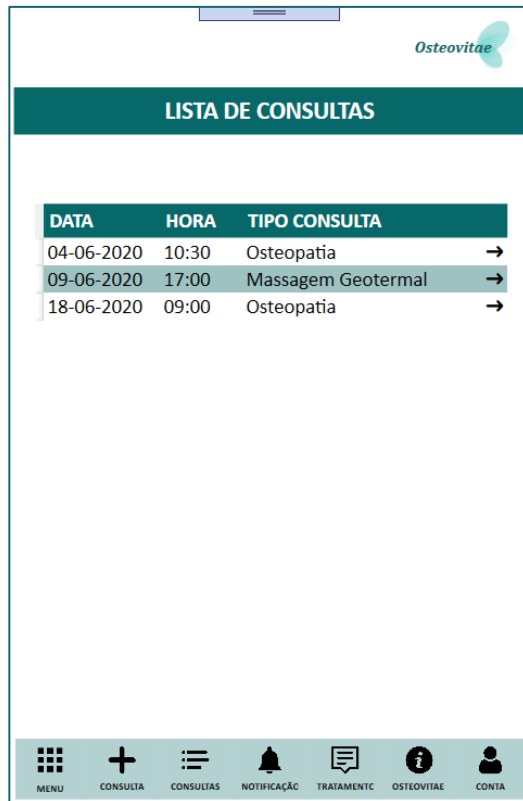 Osteovitae
LISTA DE CONSULTAS
DATA HORA TIPO CONSULTA
04-06-2020 10:30 Osteopatia →
09-06-2020 17:00 Massagem Geotermal →
18-06-2020 09:00 Osteopatia →
MENU CONSULTA CONSULTAS NOTIFICAÇÃO TRATAMENTC OSTEOVITAE CONTA